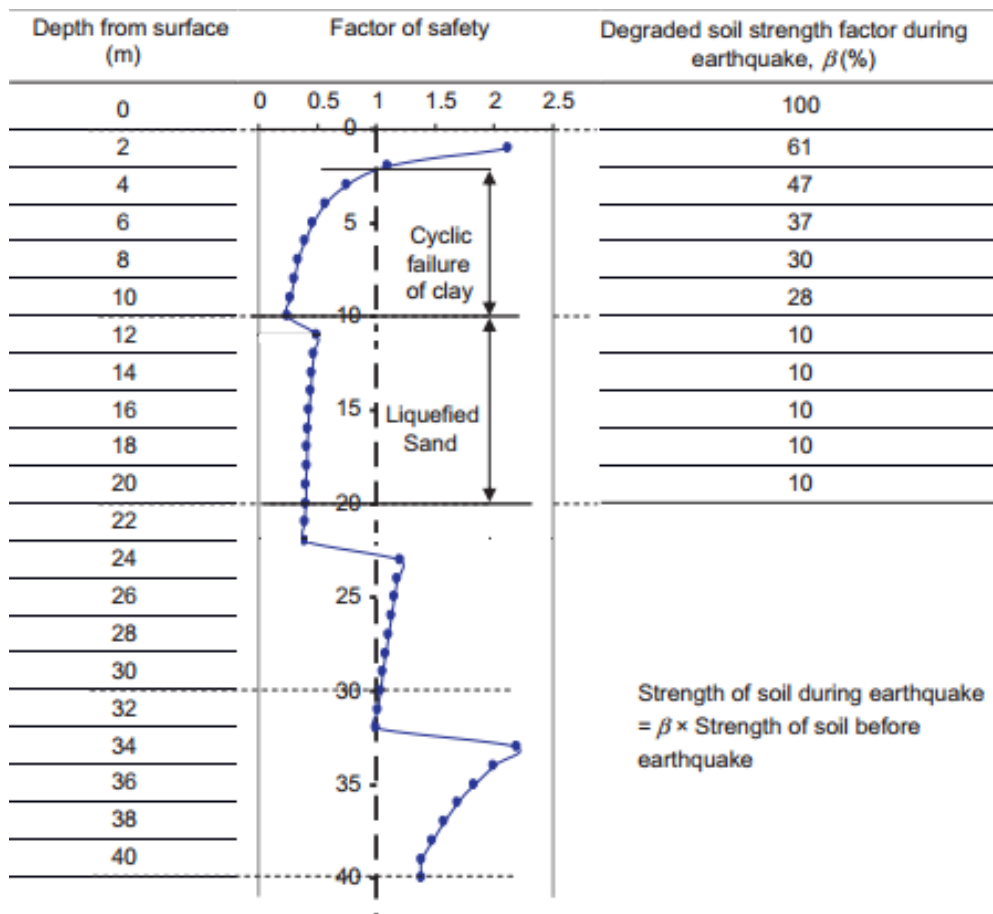 Depth from surface
(m)
Factor of safety
Degraded soil strength factor during
earthquake, β(%)
0
0 0.5 1 1.5 2 2.5
100
0
2
61
4
47
5
6
37
Cyclic
failure
of clay
8
30
10
28
10
12
10
14
10
15
16
10
Liquefied
Sand
18
10
20
10
20
22
24
25
26
28
30
30
32
34
35
36
38
40
40
Strength of soil during earthquake
= β × Strength of soil before
earthquake